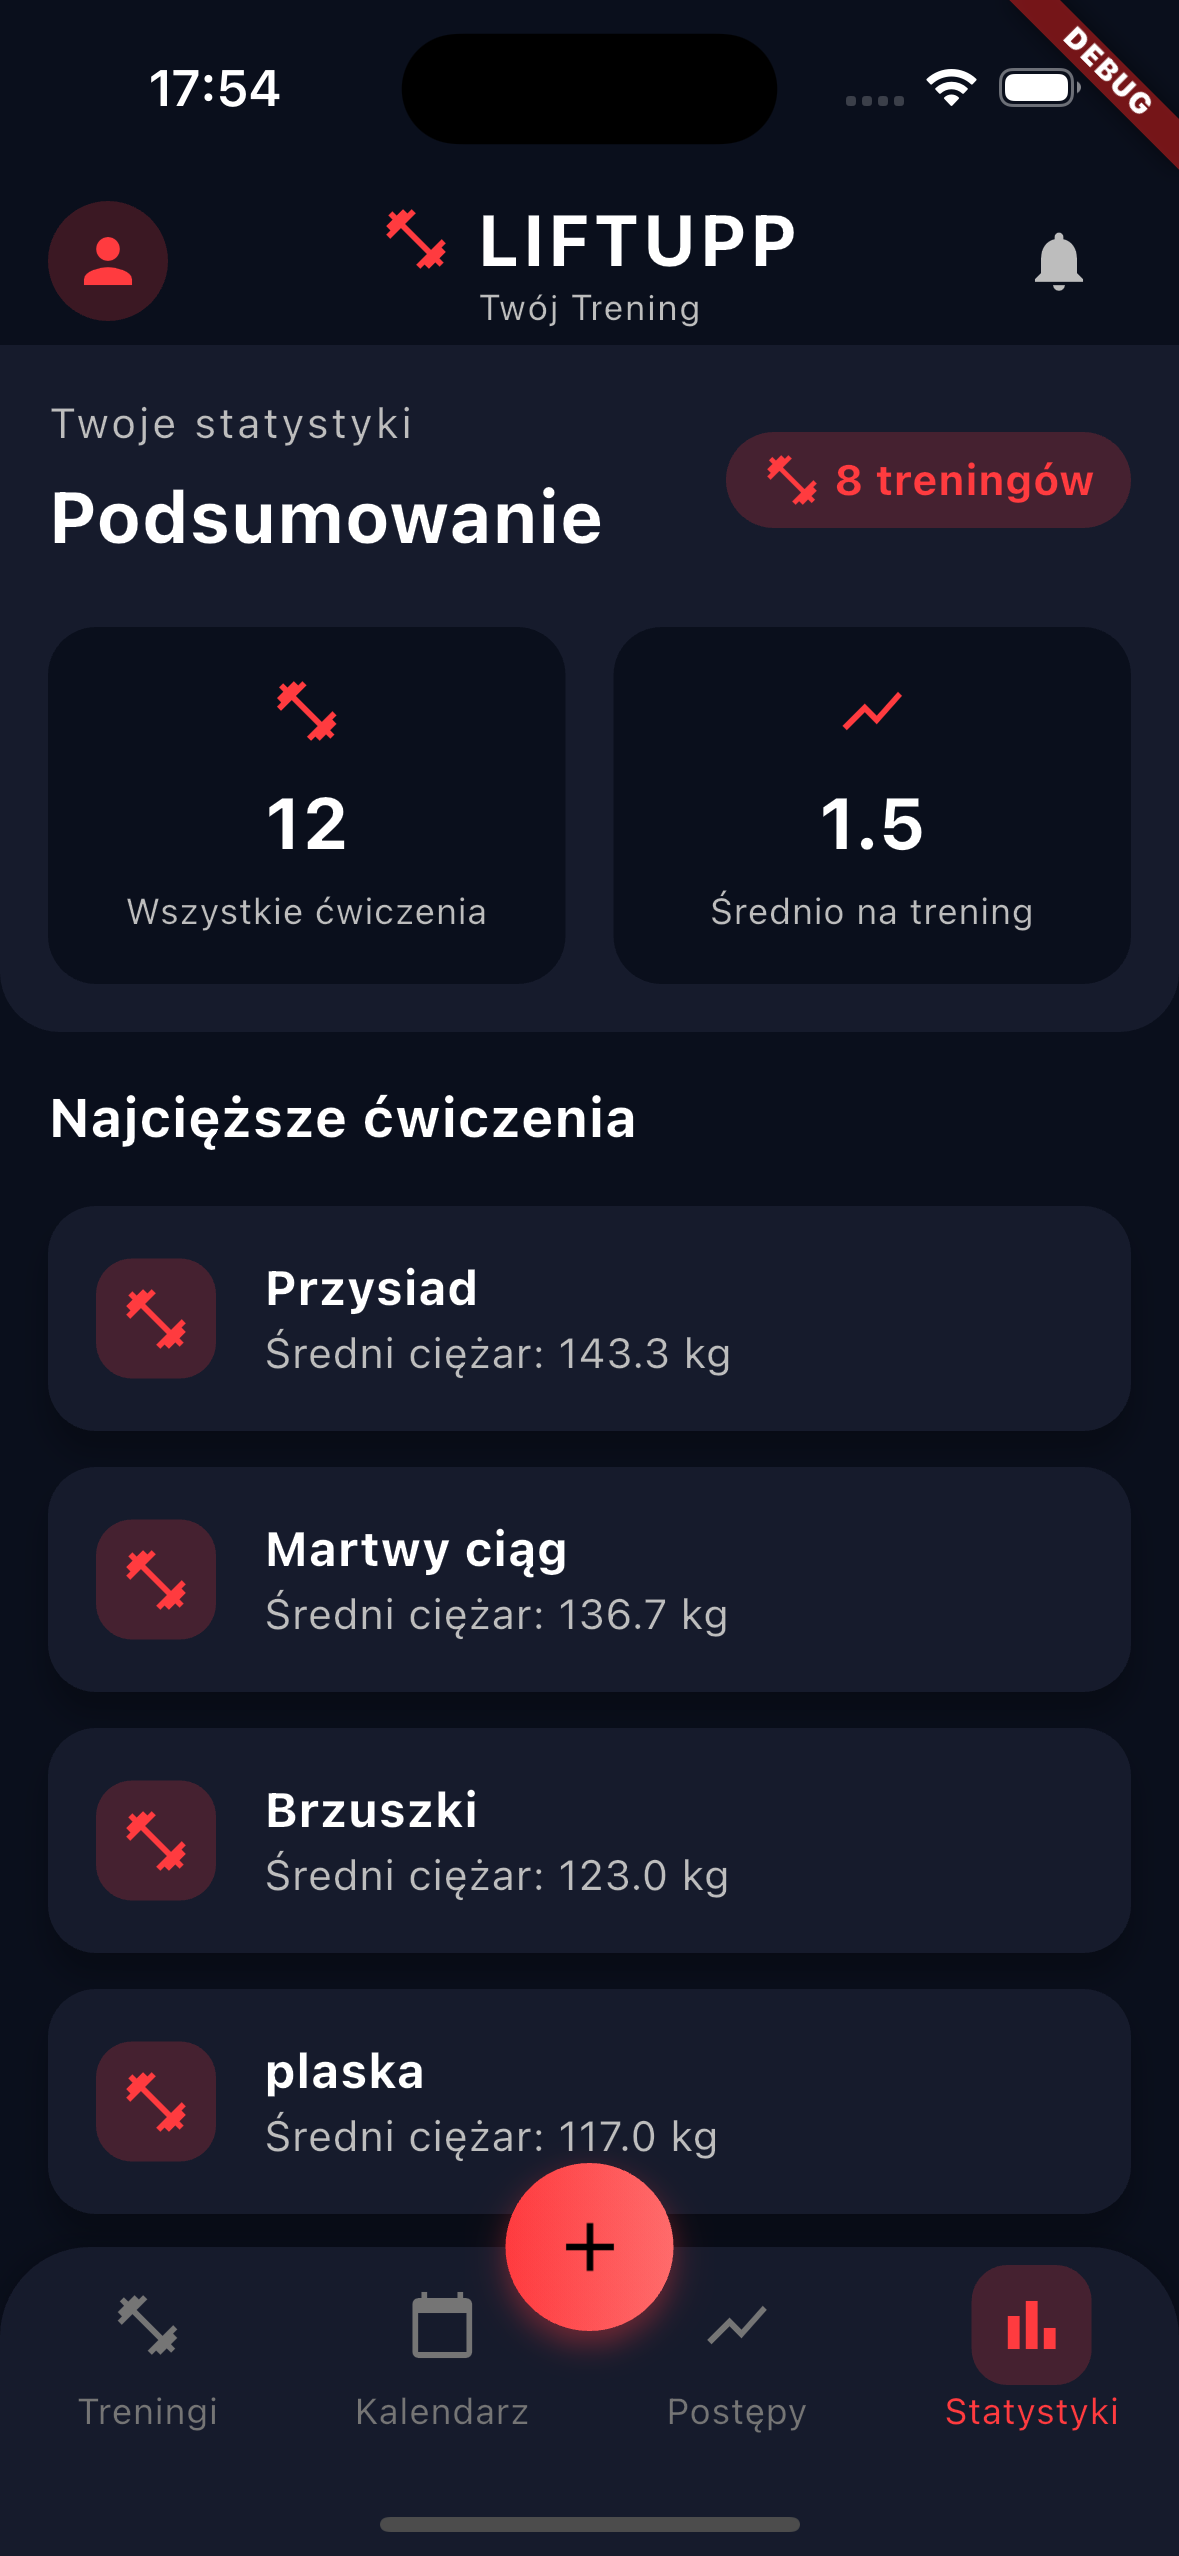 17:54
DEBUG
LIFTUPP
Twój Trening
Twoje statystyki
Podsumowanie
8 treningów
12
Wszystkie ćwiczenia
1.5
Średnio na trening
Najcięższe ćwiczenia
Przysiad
Średni ciężar: 143.3 kg
Martwy ciąg
Średni ciężar: 136.7 kg
Brzuszki
Średni ciężar: 123.0 kg
plaska
Średni ciężar: 117.0 kg
Treningi
Kalendarz
Postępy
Statystyki